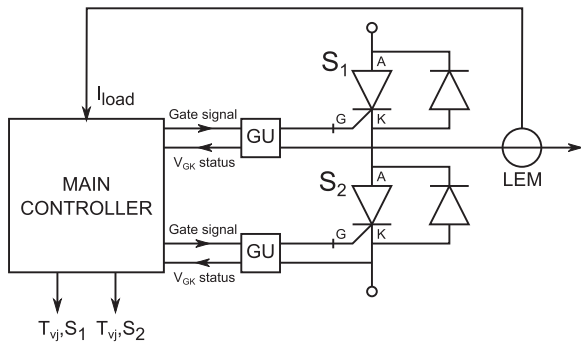 I_load
S_1
A
Gate signal
GU
G
K
V_GK status
LEM
MAIN
CONTROLLER
A
S_2
Gate signal
GU
G
K
V_GK status
T_vj,S_1 T_vj,S_2